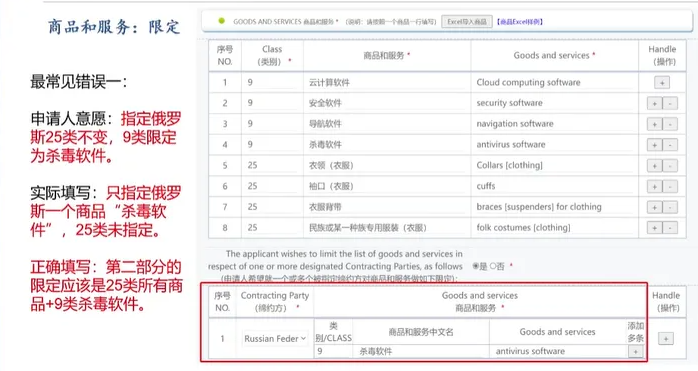 商品和服务：限定
最常见错误一：
申请人意愿：指定俄罗
斯25类不变，9类限定
为杀毒软件。
实际填写：只指定俄罗
斯一个商品“杀毒软
件”，25类未指定。
正确填写：第二部分的
限定应该是25类所有商
品+9类杀毒软件。
GOODS AND SERVICES 商品和服务 * （说明：请按照一个商品一行填写） Excel导入商品 【商品Excel样例】
序号 NO. Class （类别） * 商品和服务 * Goods and services * Handle （操作）
1 9 云计算软件 Cloud computing software +
2 9 安全软件 security software + -
3 9 导航软件 navigation software + -
4 9 杀毒软件 antivirus software + -
5 25 衣领（衣服） Collars [clothing] + -
6 25 袖口（衣服） cuffs + -
7 25 衣服背带 braces [suspenders] for clothing + -
8 25 民族或某一种族专用服装（衣服） folk costumes [clothing] + -
The applicant wishes to limit the list of goods and services in
respect of one or more designated Contracting Parties, as follows 是 否 *
（申请人希望就一个或多个被指定缔约方对商品和服务做如下限定）：
序号 NO. Contracting Party （缔约方） * Goods and services 商品和服务 * Handle （操作）
类别/CLASS 商品和服务中文名 Goods and services 添加多条
1 Russian Feder 9 杀毒软件 antivirus software + +